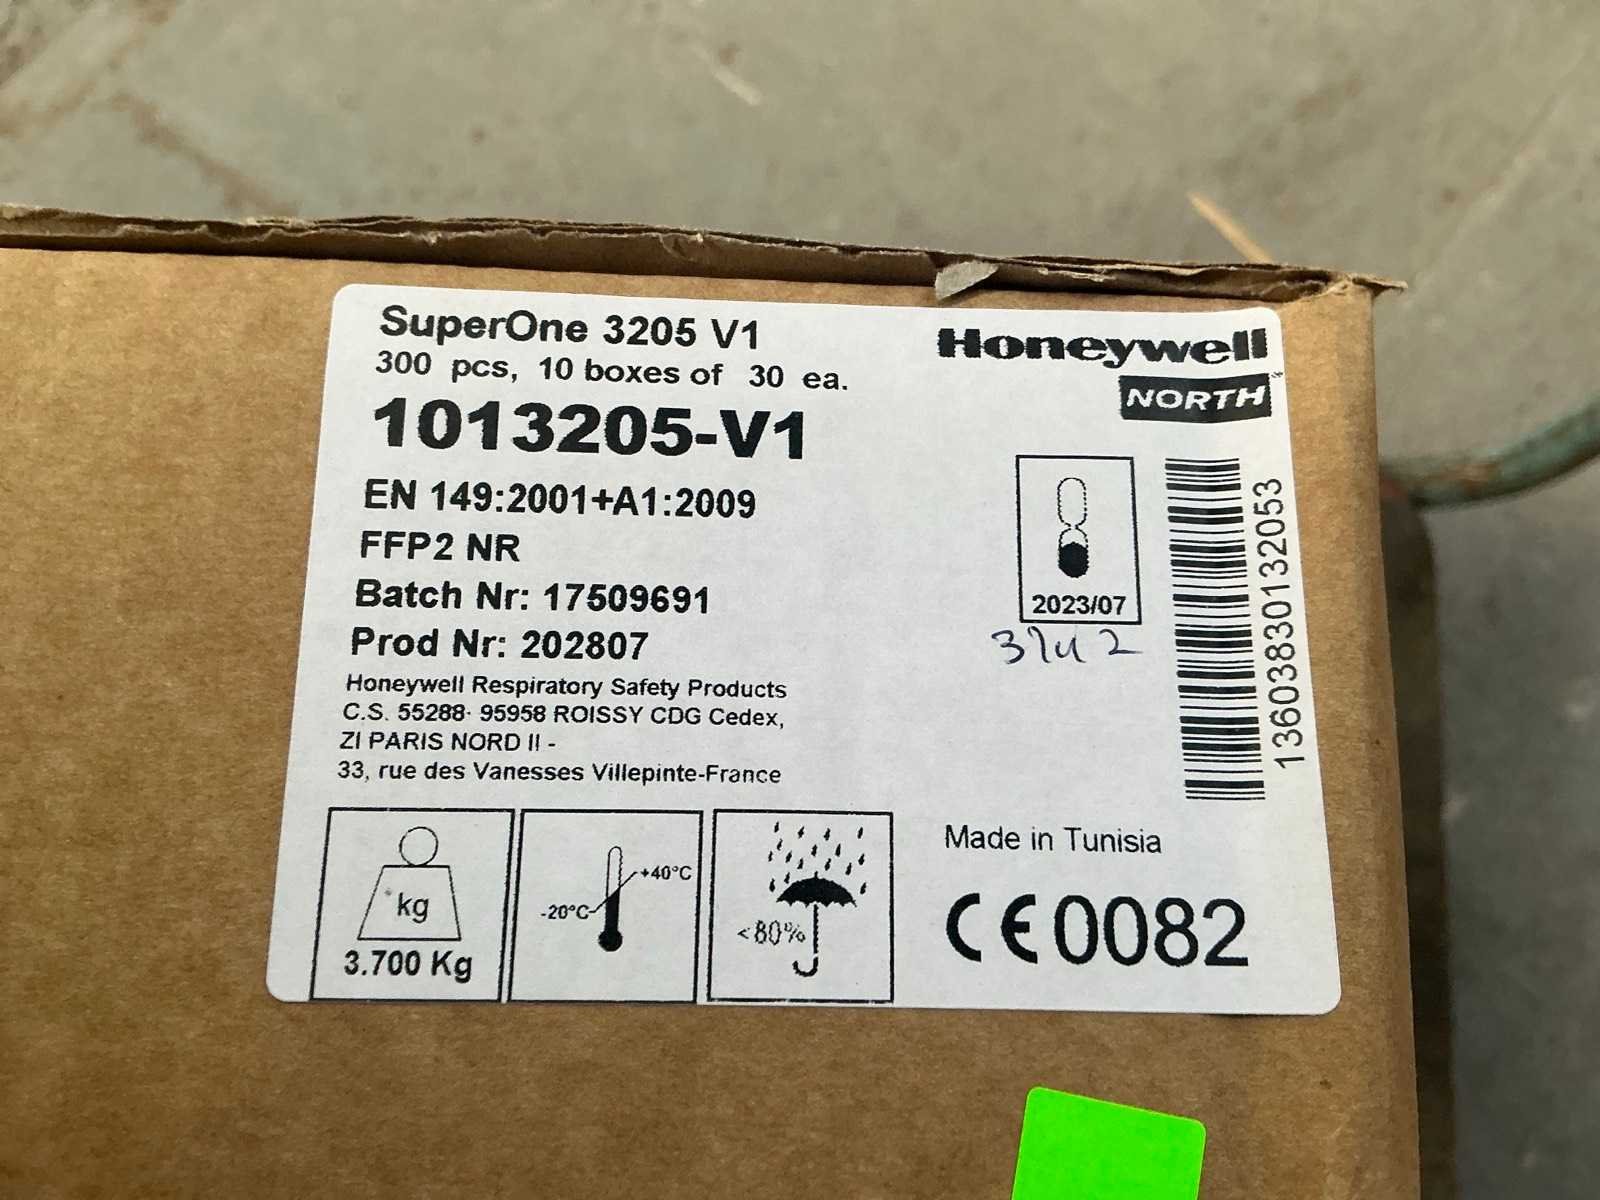 SuperOne 3205 V1
300 pcs, 10 boxes of 30 ea.
1013205-V1
EN 149:2001+A1:2009
FFP2 NR
Batch Nr: 17509691
Prod Nr: 202807
Honeywell Respiratory Safety Products
C.S. 55288- 95958 ROISSY CDG Cedex,
ZI PARIS NORD II -
33, rue des Vanesses Villepinte-France
Honeywell
NORTH
2023/07
13603830132053
kg
3.700 Kg
+40°C
-20°C
<80%
Made in Tunisia
CE0082